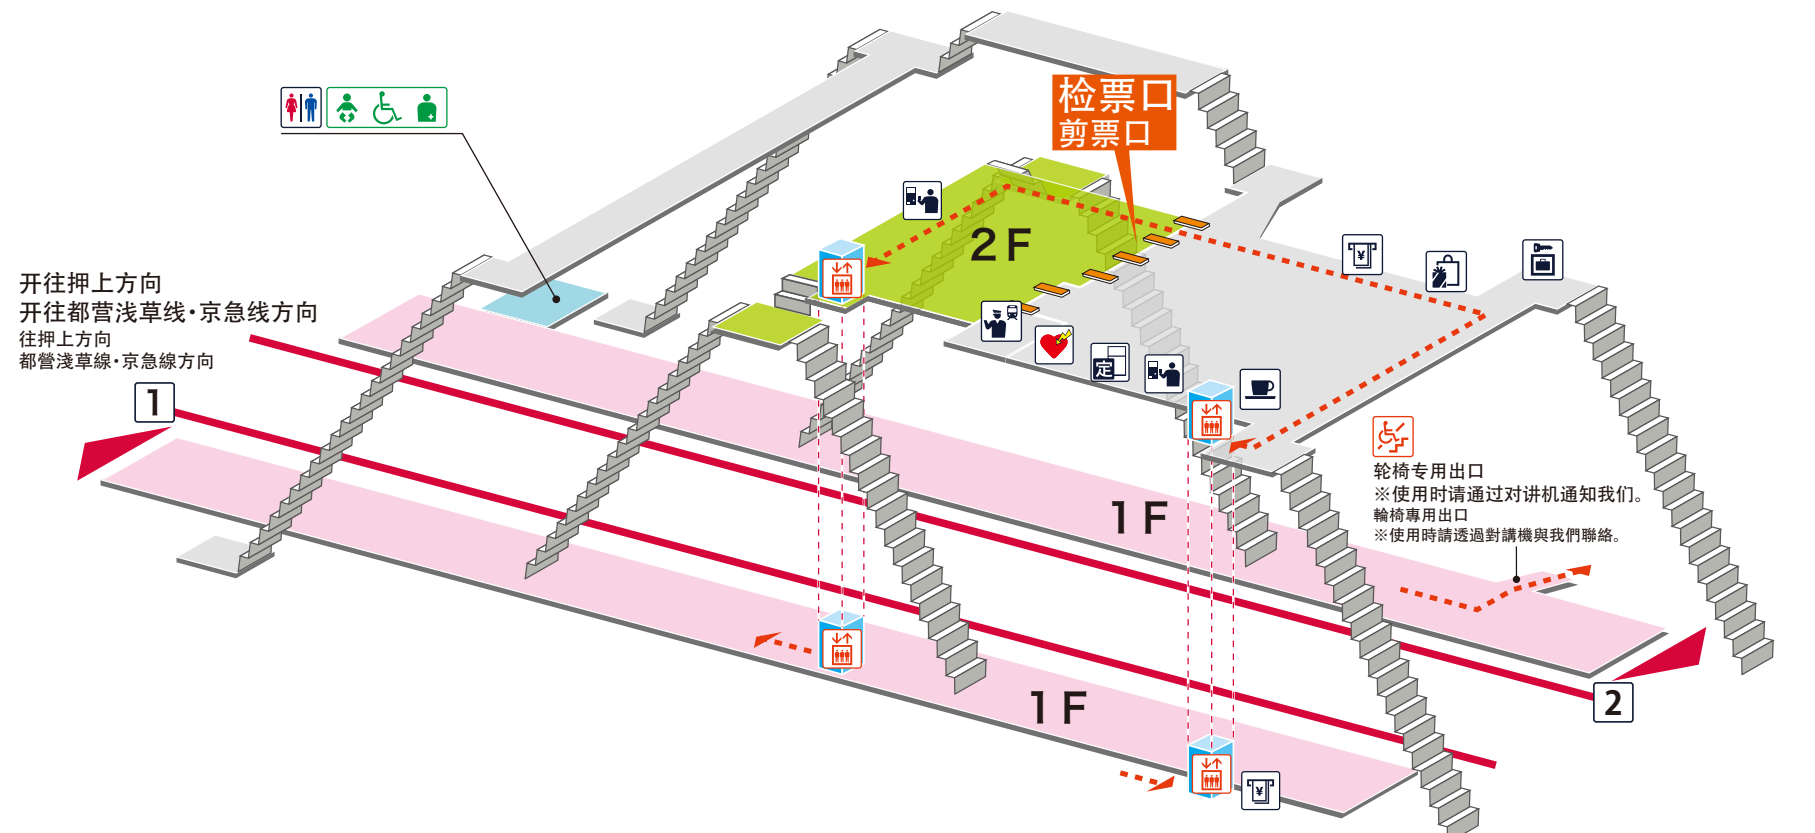 检票口
剪票口
2F
开往押上方向
开往都营浅草线・京急线方向
往押上方向
都營淺草線・京急線方向
1
¥
定
轮椅专用出口
※使用时请通过对讲机通知我们。
輪椅專用出口
※使用時請透過對講機與我們聯絡。
1F
1F
2
¥